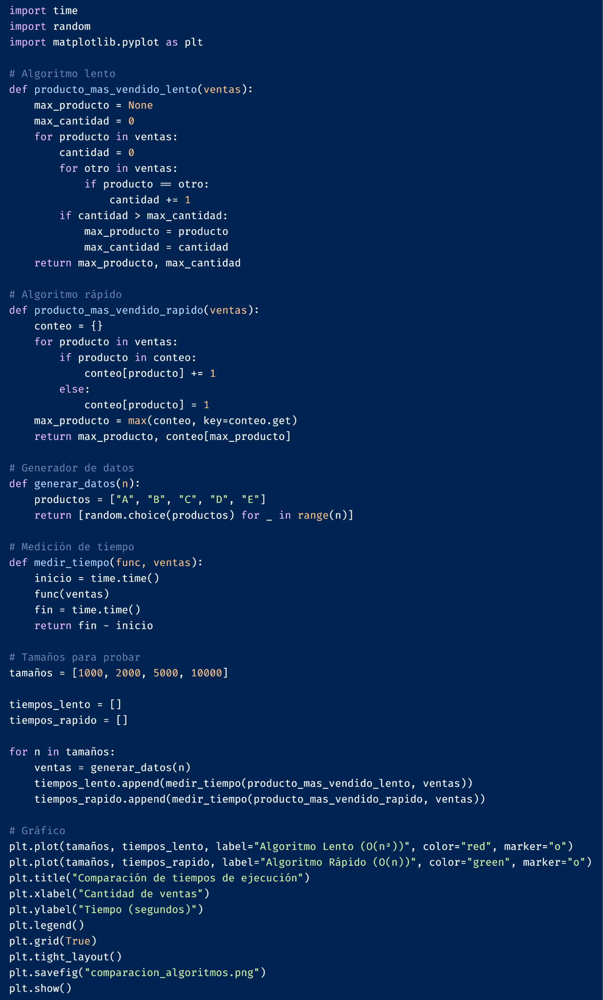 import time
import random
import matplotlib.pyplot as plt

# Algoritmo lento
def producto_mas_vendido_lento(ventas):
    max_producto = None
    max_cantidad = 0
    for producto in ventas:
        cantidad = 0
        for otro in ventas:
            if producto == otro:
                cantidad += 1
        if cantidad > max_cantidad:
            max_producto = producto
            max_cantidad = cantidad
    return max_producto, max_cantidad

# Algoritmo rápido
def producto_mas_vendido_rapido(ventas):
    conteo = {}
    for producto in ventas:
        if producto in conteo:
            conteo[producto] += 1
        else:
            conteo[producto] = 1
    max_producto = max(conteo, key=conteo.get)
    return max_producto, conteo[max_producto]

# Generador de datos
def generar_datos(n):
    productos = ["A", "B", "C", "D", "E"]
    return [random.choice(productos) for _ in range(n)]

# Medición de tiempo
def medir_tiempo(func, ventas):
    inicio = time.time()
    func(ventas)
    fin = time.time()
    return fin - inicio

# Tamaños para probar
tamaños = [1000, 2000, 5000, 10000]

tiempos_lento = []
tiempos_rapido = []

for n in tamaños:
    ventas = generar_datos(n)
    tiempos_lento.append(medir_tiempo(producto_mas_vendido_lento, ventas))
    tiempos_rapido.append(medir_tiempo(producto_mas_vendido_rapido, ventas))

# Gráfico
plt.plot(tamaños, tiempos_lento, label="Algoritmo Lento (O(n²))", color="red", marker="o")
plt.plot(tamaños, tiempos_rapido, label="Algoritmo Rápido (O(n))", color="green", marker="o")
plt.title("Comparación de tiempos de ejecución")
plt.xlabel("Cantidad de ventas")
plt.ylabel("Tiempo (segundos)")
plt.legend()
plt.grid(True)
plt.tight_layout()
plt.savefig("comparacion_algoritmos.png")
plt.show()